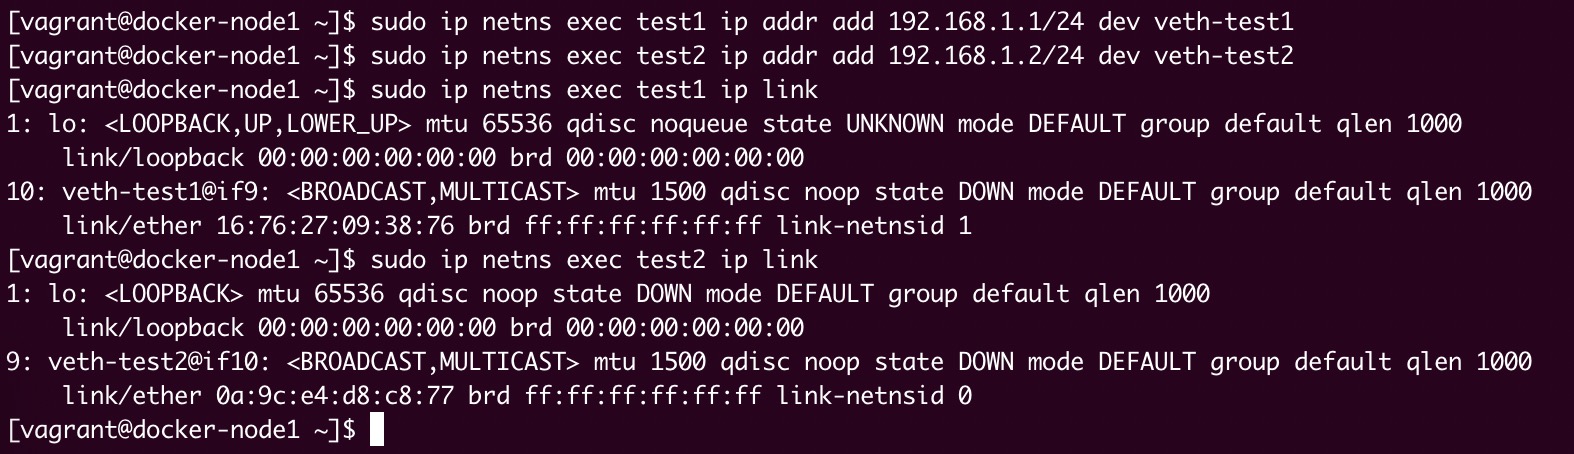 [vagrant@docker-node1 ~]$ sudo ip netns exec test1 ip addr add 192.168.1.1/24 dev veth-test1
[vagrant@docker-node1 ~]$ sudo ip netns exec test2 ip addr add 192.168.1.2/24 dev veth-test2
[vagrant@docker-node1 ~]$ sudo ip netns exec test1 ip link
1: lo: <LOOPBACK,UP,LOWER_UP> mtu 65536 qdisc noqueue state UNKNOWN mode DEFAULT group default qlen 1000
    link/loopback 00:00:00:00:00:00 brd 00:00:00:00:00:00
10: veth-test1@if9: <BROADCAST,MULTICAST> mtu 1500 qdisc noop state DOWN mode DEFAULT group default qlen 1000
    link/ether 16:76:27:09:38:76 brd ff:ff:ff:ff:ff:ff link-netnsid 1
[vagrant@docker-node1 ~]$ sudo ip netns exec test2 ip link
1: lo: <LOOPBACK> mtu 65536 qdisc noop state DOWN mode DEFAULT group default qlen 1000
    link/loopback 00:00:00:00:00:00 brd 00:00:00:00:00:00
9: veth-test2@if10: <BROADCAST,MULTICAST> mtu 1500 qdisc noop state DOWN mode DEFAULT group default qlen 1000
    link/ether 0a:9c:e4:d8:c8:77 brd ff:ff:ff:ff:ff:ff link-netnsid 0
[vagrant@docker-node1 ~]$